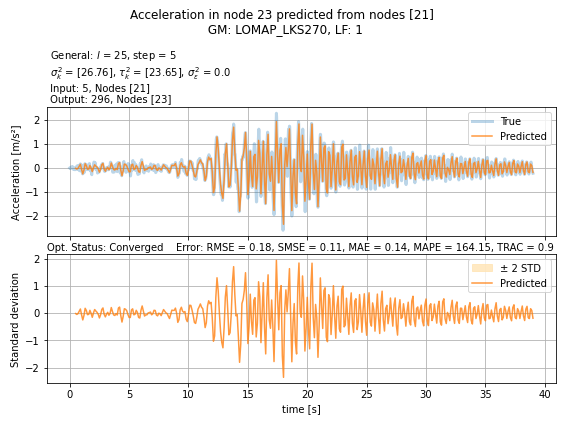 Acceleration in node 23 predicted from nodes [21]
GM: LOMAP_LKS270, LF: 1
General: l = 25, step = 5
σ²ₖ = [26.76], τ²ₖ = [23.65], σ²ε = 0.0
Input: 5, Nodes [21]
Output: 296, Nodes [23]
True
Predicted
Acceleration [m/s²]
2
1
0
−1
−2
Opt. Status: Converged Error: RMSE = 0.18, SMSE = 0.11, MAE = 0.14, MAPE = 164.15, TRAC = 0.9
± 2 STD
Predicted
Standard deviation
2
1
0
−1
−2
0 5 10 15 20 25 30 35 40
time [s]